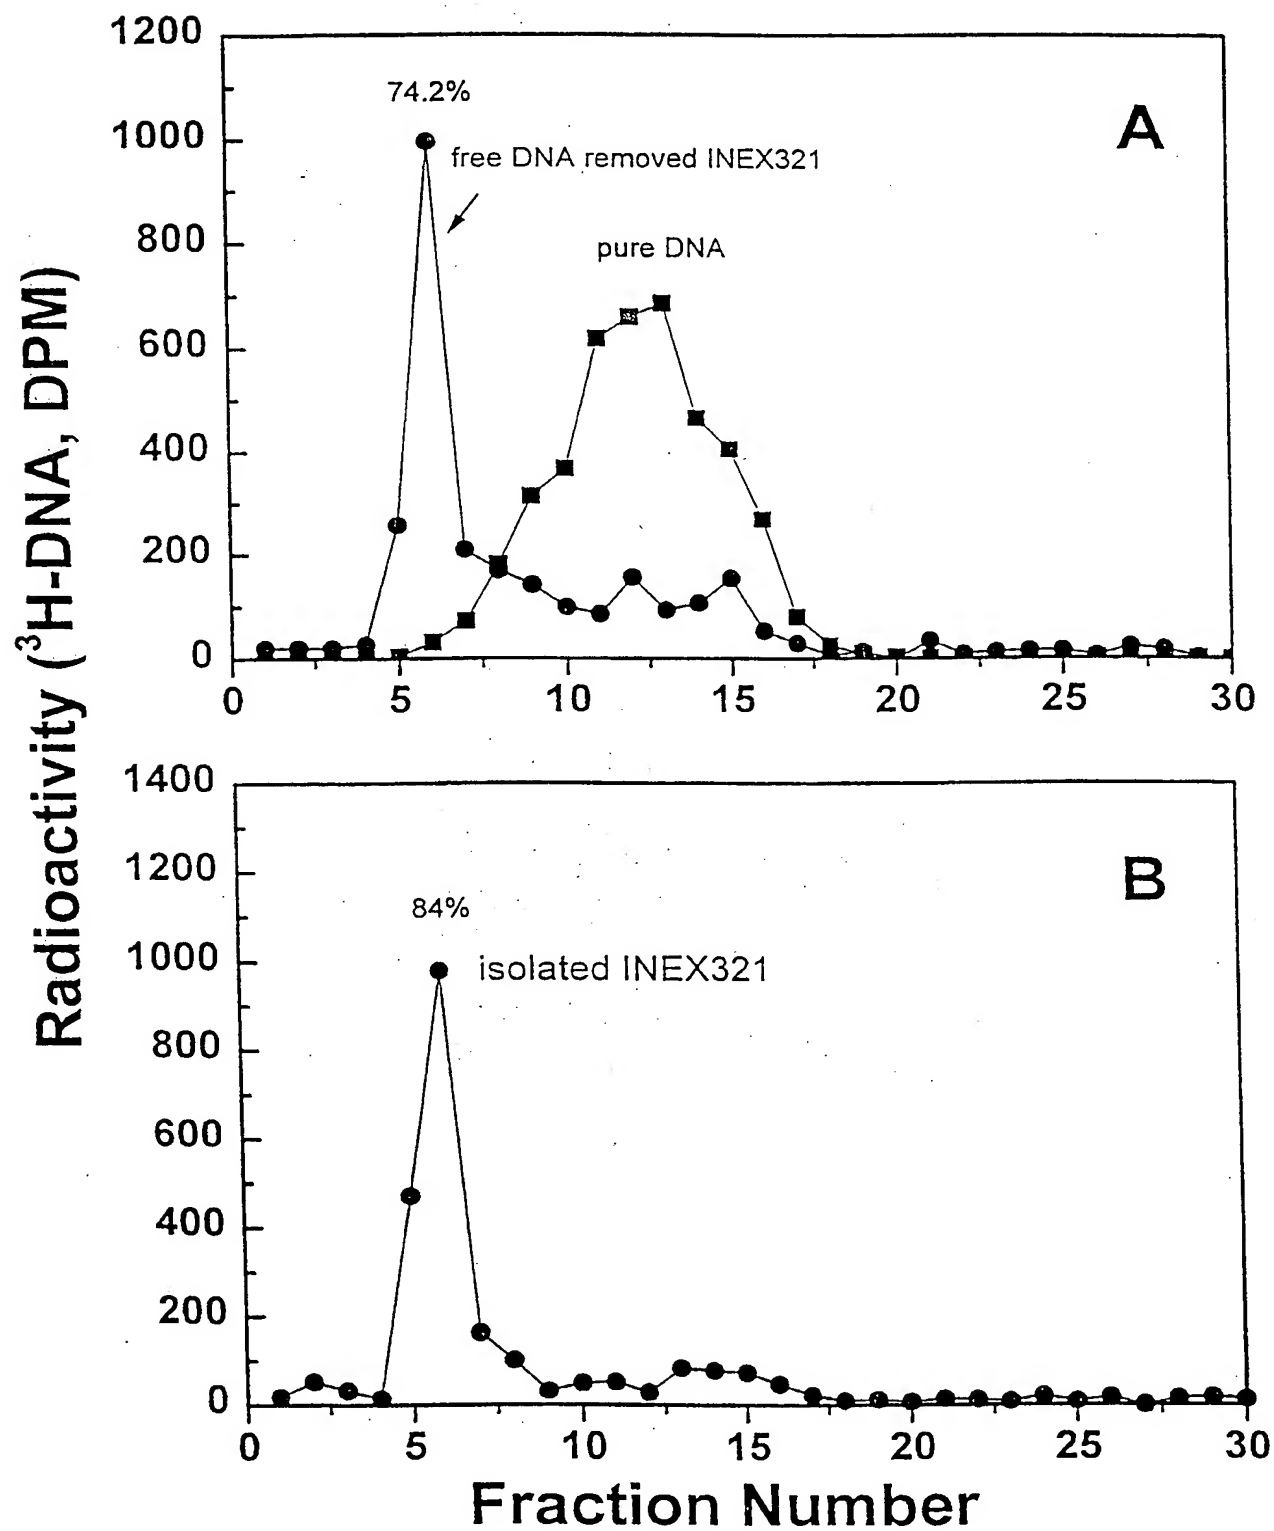 1200
74.2%
A
1000
free DNA removed INEX321
800
pure DNA
600
400
200
0
0 5 10 15 20 25 30
Radioactivity (³H-DNA, DPM)
1400
1200
B
84%
1000
isolated INEX321
800
600
400
200
0
0 5 10 15 20 25 30
Fraction Number